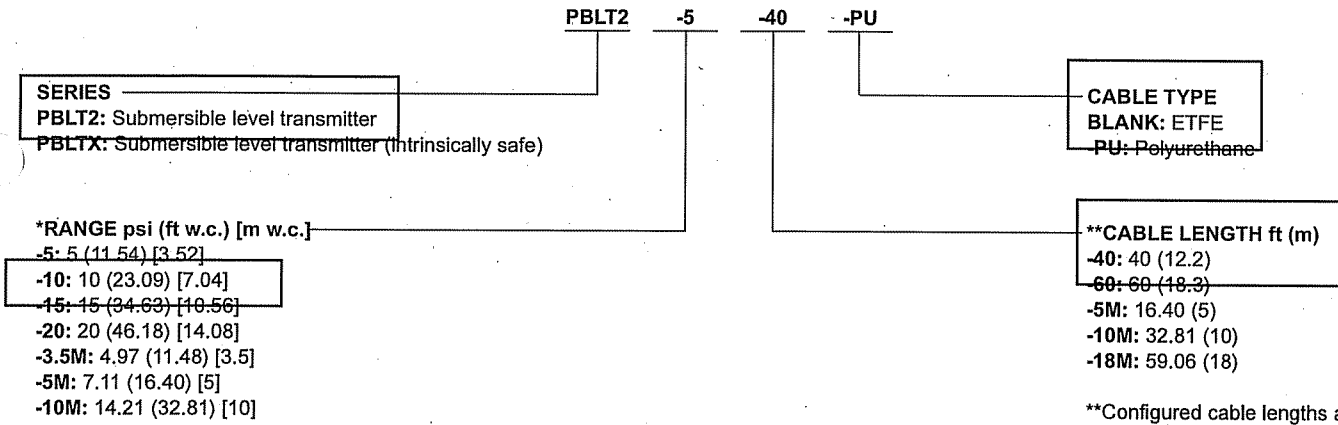 PBLT2 -5 -40 -PU
SERIES
PBLT2: Submersible level transmitter
PBLTX: Submersible level transmitter (intrinsically safe)
*RANGE psi (ft w.c.) [m w.c.]
-5: 5 (11.54) [3.52]
-10: 10 (23.09) [7.04]
-15: 15 (34.63) [10.56]
-20: 20 (46.18) [14.08]
-3.5M: 4.97 (11.48) [3.5]
-5M: 7.11 (16.40) [5]
-10M: 14.21 (32.81) [10]
CABLE TYPE
BLANK: ETFE
-PU: Polyurethane
**CABLE LENGTH ft (m)
-40: 40 (12.2)
-60: 60 (18.3)
-5M: 16.40 (5)
-10M: 32.81 (10)
-18M: 59.06 (18)
**Configured cable lengths a